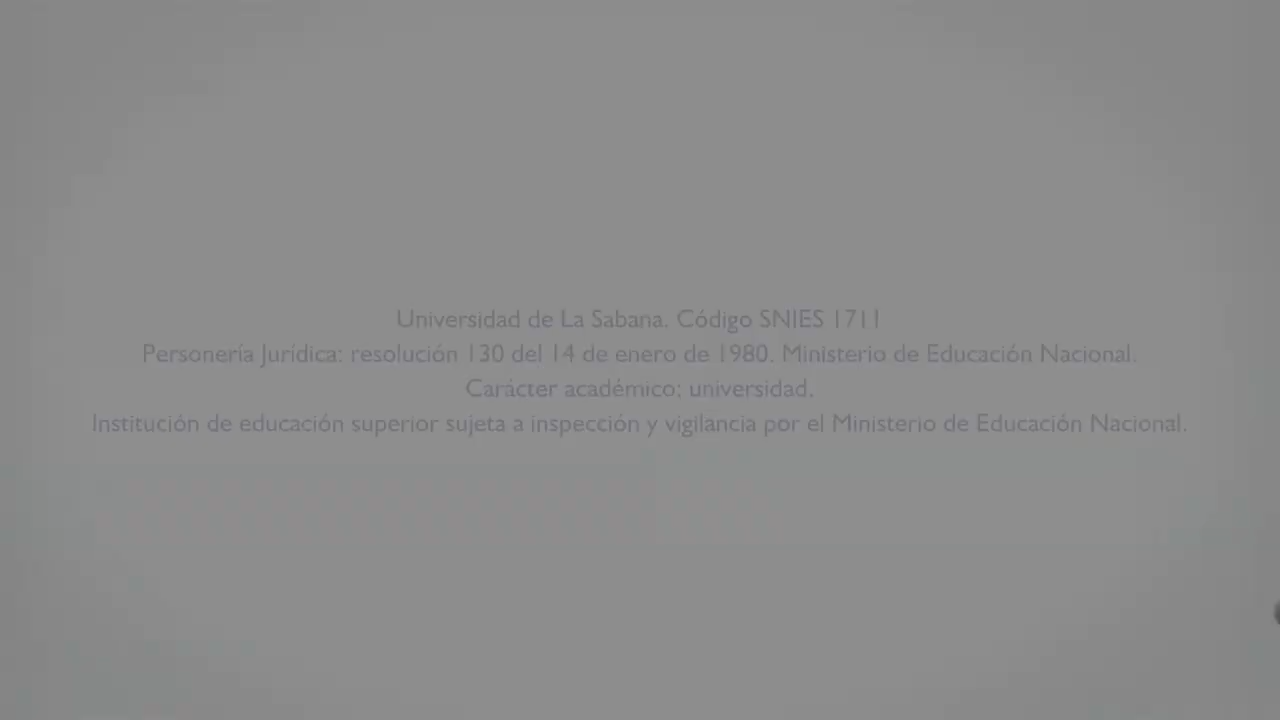 Universidad de La Sabana. Código SNIES 1711
Personería Jurídica: resolución 130 del 14 de enero de 1980. Ministerio de Educación Nacional.
Carácter académico: universidad.
Institución de educación superior sujeta a inspección y vigilancia por el Ministerio de Educación Nacional.